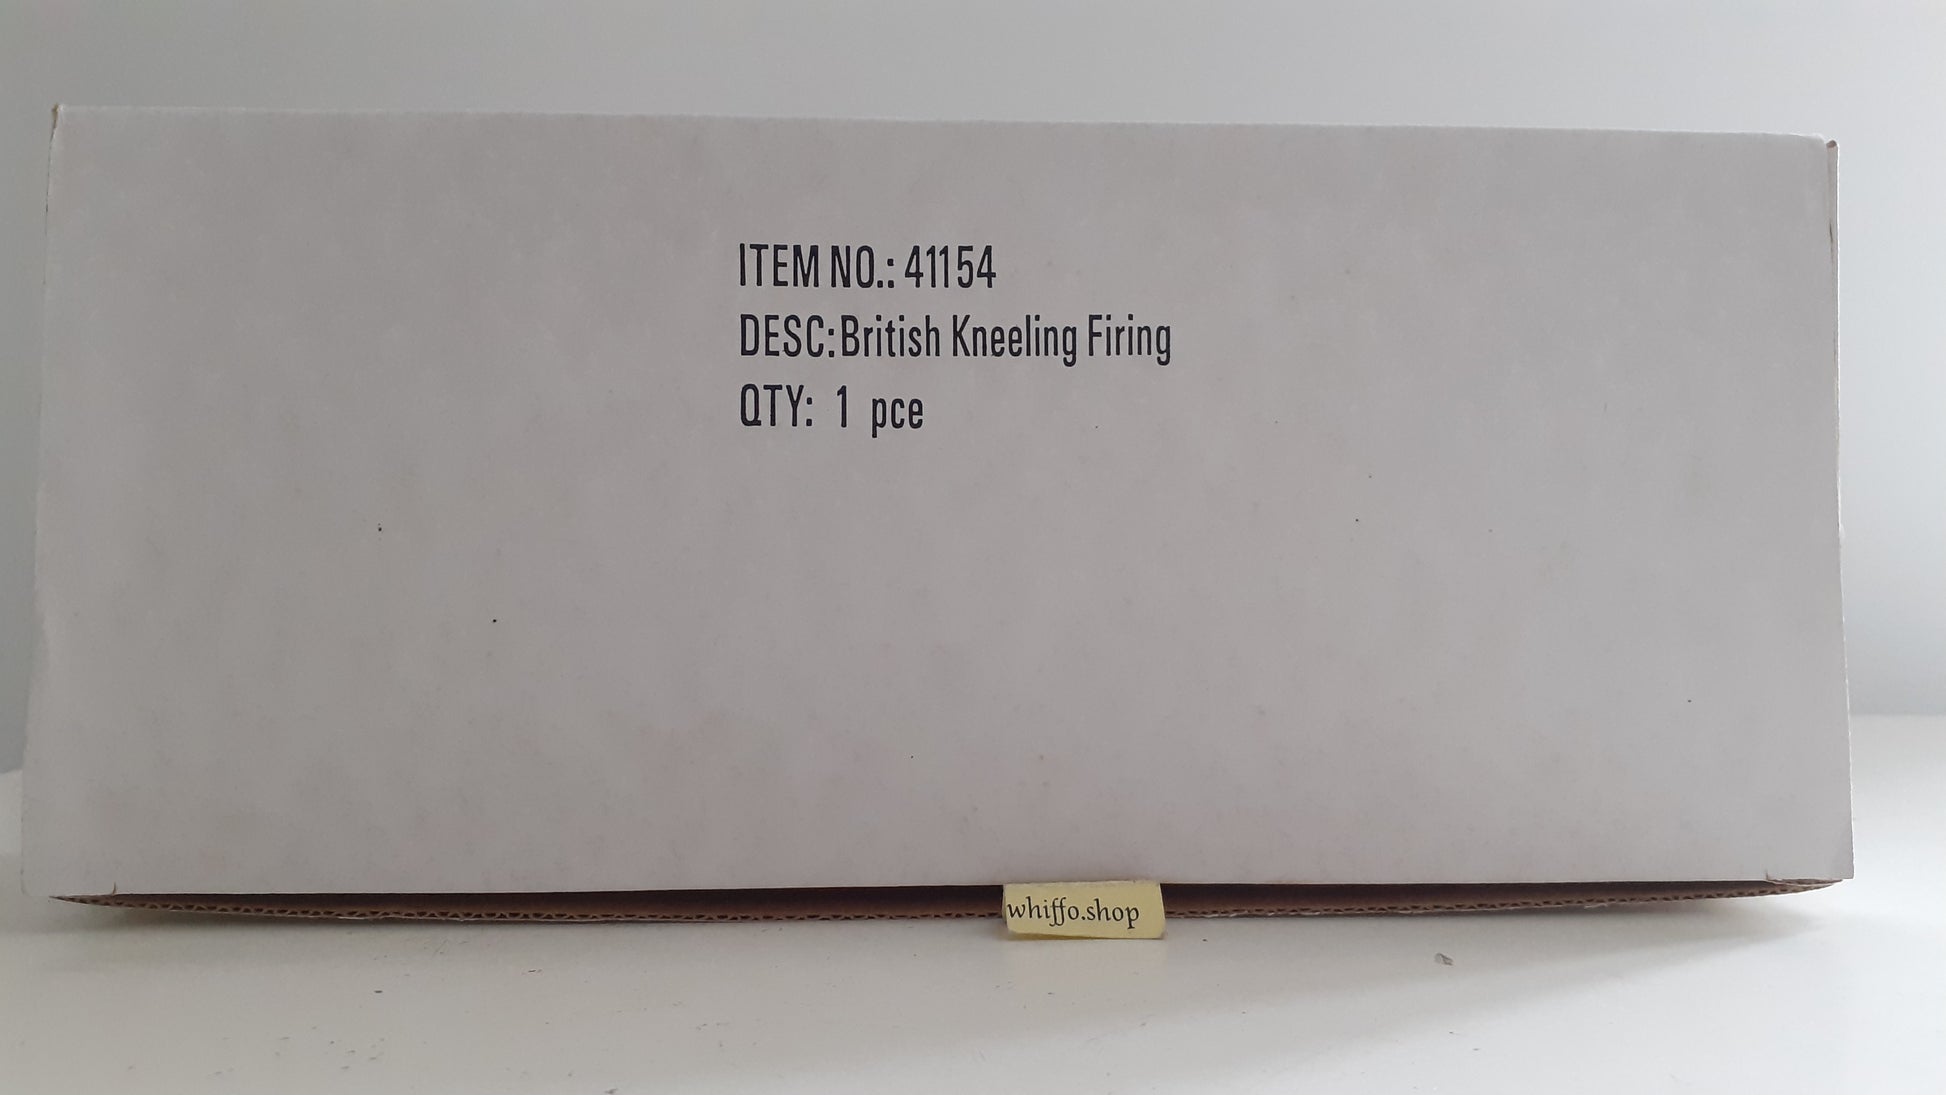 ITEM NO.: 41154
DESC:British Kneeling Firing
QTY: 1 pce
whiffo.shop